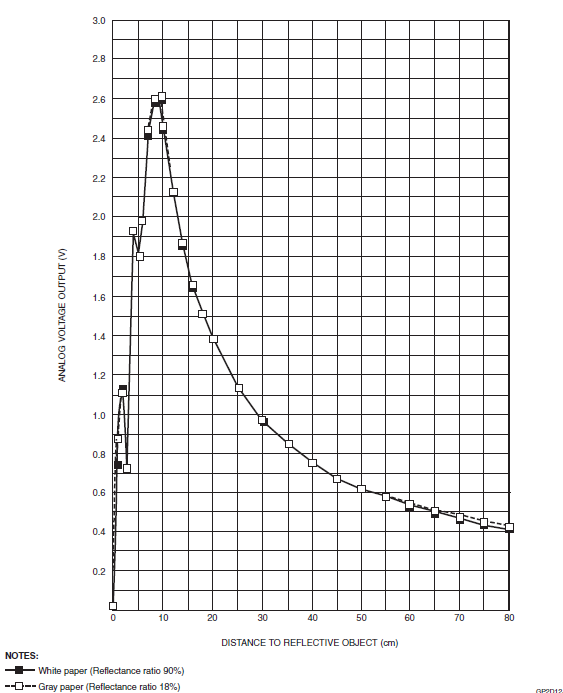 3.0
2.8
2.6
2.4
2.2
2.0
1.8
1.6
1.4
1.2
1.0
0.8
0.6
0.4
0.2
ANALOG VOLTAGE OUTPUT (V)
0 10 20 30 40 50 60 70 80
DISTANCE TO REFLECTIVE OBJECT (cm)
NOTES:
White paper (Reflectance ratio 90%)
Gray paper (Reflectance ratio 18%)